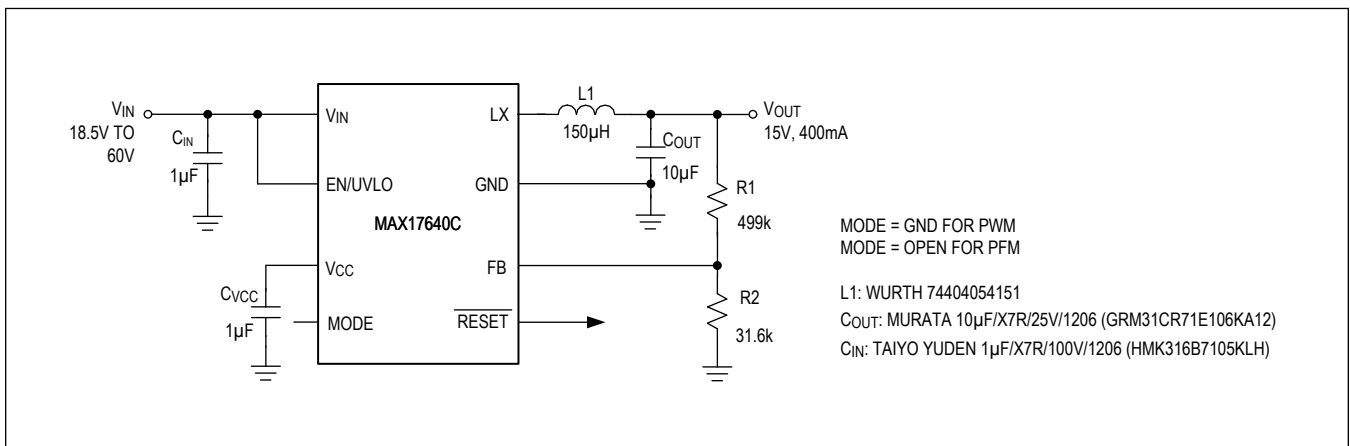 VIN
18.5V TO
60V
CIN
1µF
VIN
EN/UVLO
MAX17640C
VCC
CVCC
1µF
MODE
LX
GND
FB
RESET
L1
150µH
COUT
10µF
VOUT
15V, 400mA
R1
499k
R2
31.6k
MODE = GND FOR PWM
MODE = OPEN FOR PFM
L1: WURTH 74404054151
COUT: MURATA 10µF/X7R/25V/1206 (GRM31CR71E106KA12)
CIN: TAIYO YUDEN 1µF/X7R/100V/1206 (HMK316B7105KLH)